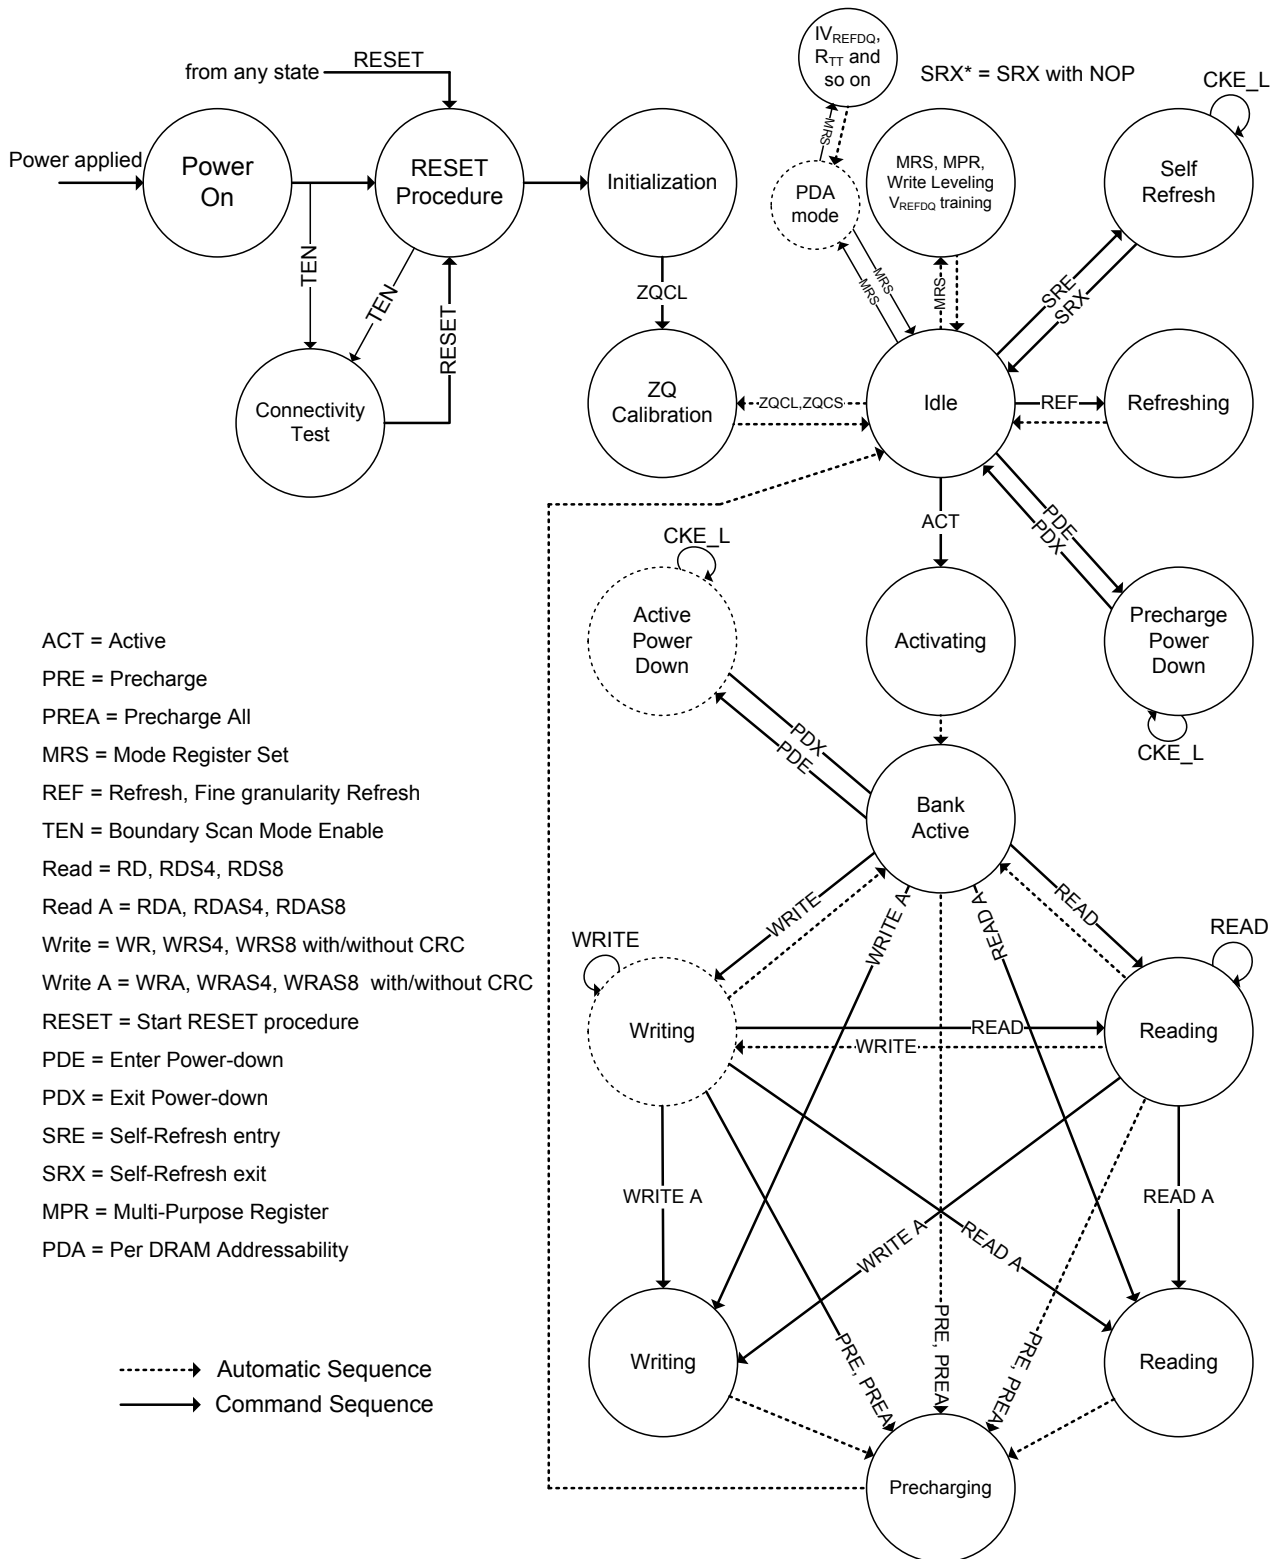 from any state
RESET
IV_REFDQ,
R_TT and
so on
SRX* = SRX with NOP
CKE_L
Power applied
Power
On
RESET
Procedure
Initialization
PDA
mode
MRS
MRS, MPR,
Write Leveling
V_REFDQ training
Self
Refresh
TEN
TEN
RESET
ZQCL
MRS
MRS
MRS
SRE
SRX
Connectivity
Test
ZQ
Calibration
ZQCL,ZQCS
Idle
REF
Refreshing
ACT
PDE
PDX
CKE_L
Active
Power
Down
Activating
Precharge
Power
Down
CKE_L
PDX
PDE
Bank
Active
ACT = Active
PRE = Precharge
PREA = Precharge All
MRS = Mode Register Set
REF = Refresh, Fine granularity Refresh
TEN = Boundary Scan Mode Enable
Read = RD, RDS4, RDS8
Read A = RDA, RDAS4, RDAS8
Write = WR, WRS4, WRS8 with/without CRC
Write A = WRA, WRAS4, WRAS8 with/without CRC
RESET = Start RESET procedure
PDE = Enter Power-down
PDX = Exit Power-down
SRE = Self-Refresh entry
SRX = Self-Refresh exit
MPR = Multi-Purpose Register
PDA = Per DRAM Addressability
WRITE
WRITE
WRITE A
READ A
READ
READ
Writing
READ
WRITE
Reading
WRITE A
WRITE A
READ A
READ A
PRE, PREA
PRE, PREA
PRE, PREA
Writing
Reading
Precharging
Automatic Sequence
Command Sequence